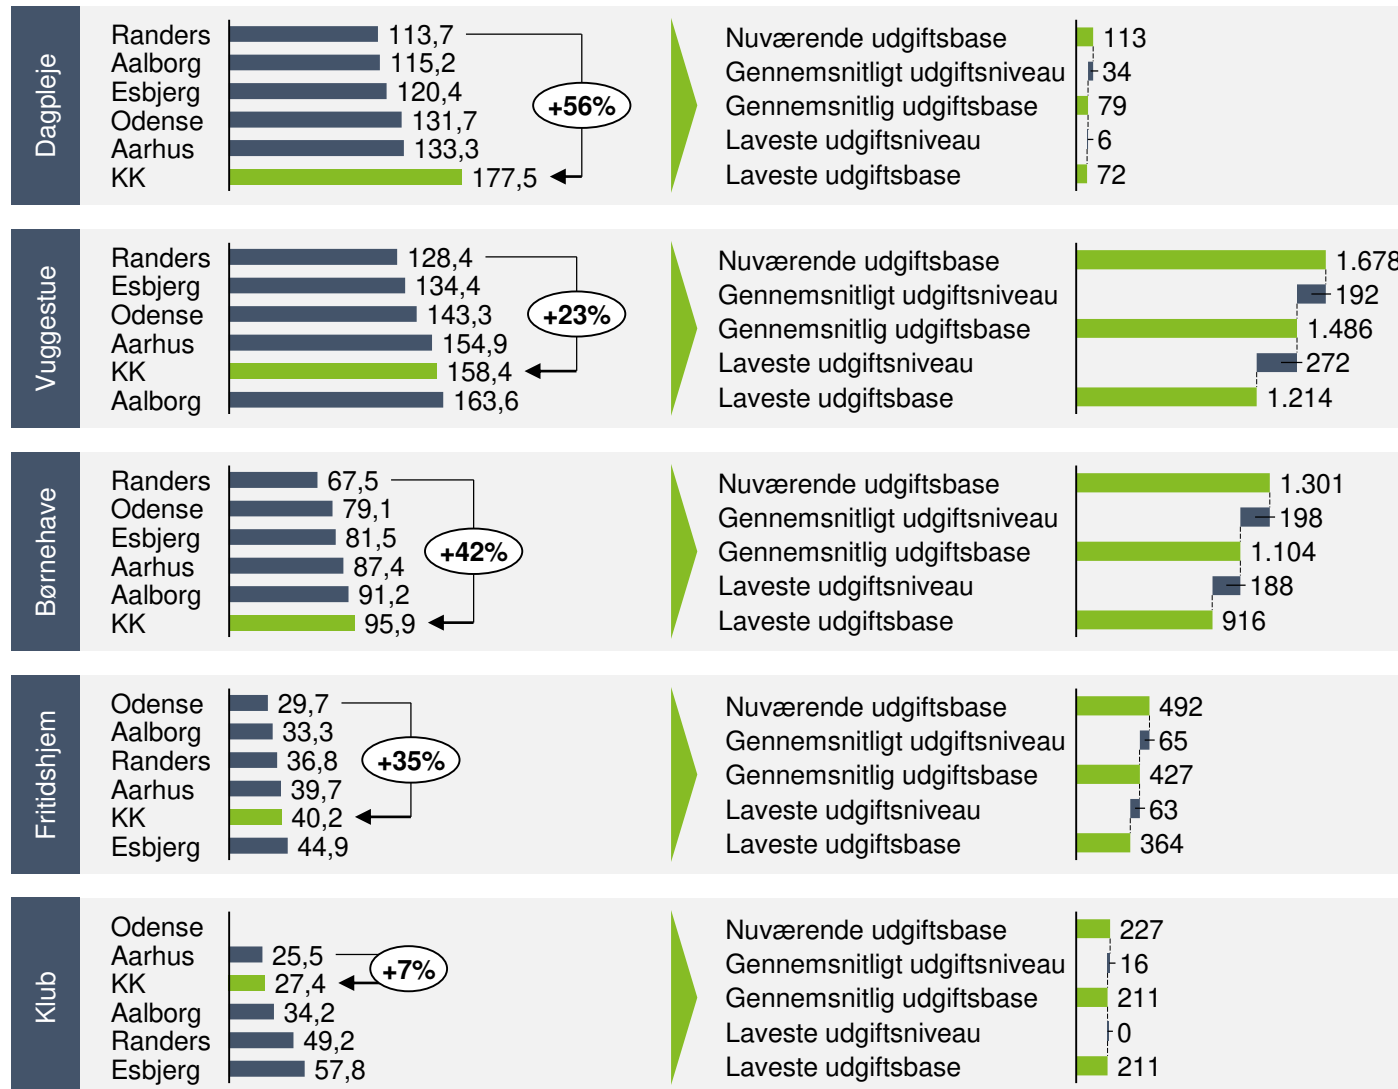 Dagpleje
Randers 113,7
Aalborg 115,2
Esbjerg 120,4
Odense 131,7
Aarhus 133,3
KK 177,5
+56%
Nuværende udgiftsbase 113
Gennemsnitligt udgiftsniveau 34
Gennemsnitlig udgiftsbase 79
Laveste udgiftsniveau 6
Laveste udgiftsbase 72
Vuggestue
Randers 128,4
Esbjerg 134,4
Odense 143,3
Aarhus 154,9
KK 158,4
Aalborg 163,6
+23%
Nuværende udgiftsbase 1.678
Gennemsnitligt udgiftsniveau 192
Gennemsnitlig udgiftsbase 1.486
Laveste udgiftsniveau 272
Laveste udgiftsbase 1.214
Børnehave
Randers 67,5
Odense 79,1
Esbjerg 81,5
Aarhus 87,4
Aalborg 91,2
KK 95,9
+42%
Nuværende udgiftsbase 1.301
Gennemsnitligt udgiftsniveau 198
Gennemsnitlig udgiftsbase 1.104
Laveste udgiftsniveau 188
Laveste udgiftsbase 916
Fritidshjem
Odense 29,7
Aalborg 33,3
Randers 36,8
Aarhus 39,7
KK 40,2
Esbjerg 44,9
+35%
Nuværende udgiftsbase 492
Gennemsnitligt udgiftsniveau 65
Gennemsnitlig udgiftsbase 427
Laveste udgiftsniveau 63
Laveste udgiftsbase 364
Klub
Odense
Aarhus 25,5
KK 27,4
Aalborg 34,2
Randers 49,2
Esbjerg 57,8
+7%
Nuværende udgiftsbase 227
Gennemsnitligt udgiftsniveau 16
Gennemsnitlig udgiftsbase 211
Laveste udgiftsniveau 0
Laveste udgiftsbase 211